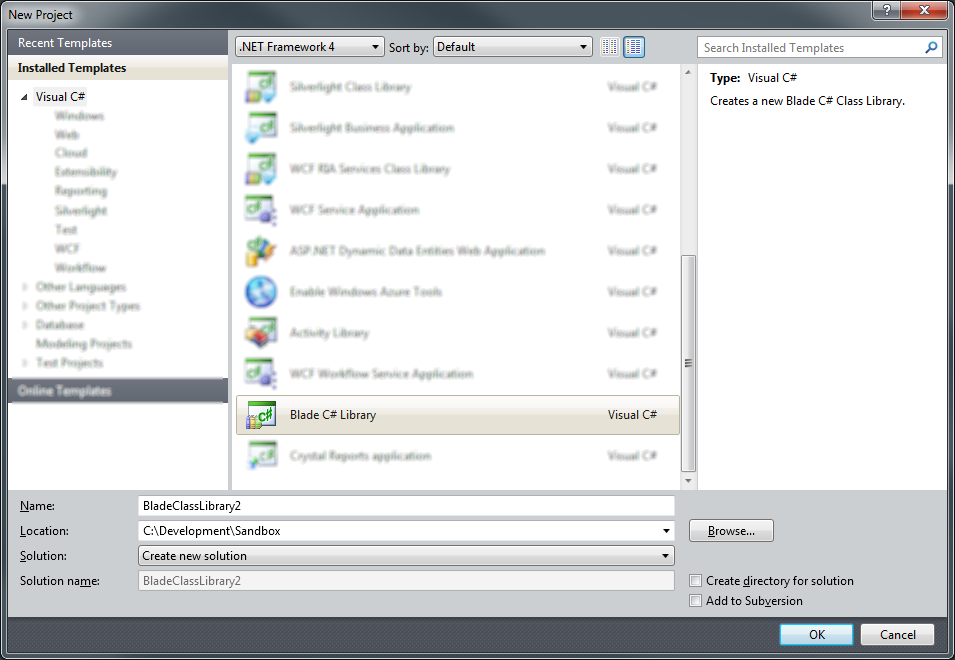 New Project
Recent Templates
Installed Templates
Visual C#
Windows
Web
Cloud
Extensibility
Reporting
Silverlight
Test
WCF
Workflow
Other Languages
Other Project Types
Database
Modeling Projects
Test Projects
Online Templates
.NET Framework 4 Sort by: Default
Silverlight Class Library Visual C#
Silverlight Business Application Visual C#
WCF RIA Services Class Library Visual C#
WCF Service Application Visual C#
ASP.NET Dynamic Data Entities Web Application Visual C#
Enable Windows Azure Tools Visual C#
Activity Library Visual C#
WCF Workflow Service Application Visual C#
Blade C# Library Visual C#
Crystal Reports application Visual C#
Search Installed Templates
Type: Visual C#
Creates a new Blade C# Class Library.
Name: BladeClassLibrary2
Location: C:\Development\Sandbox Browse...
Solution: Create new solution
Solution name: BladeClassLibrary2 Create directory for solution
Add to Subversion
OK Cancel